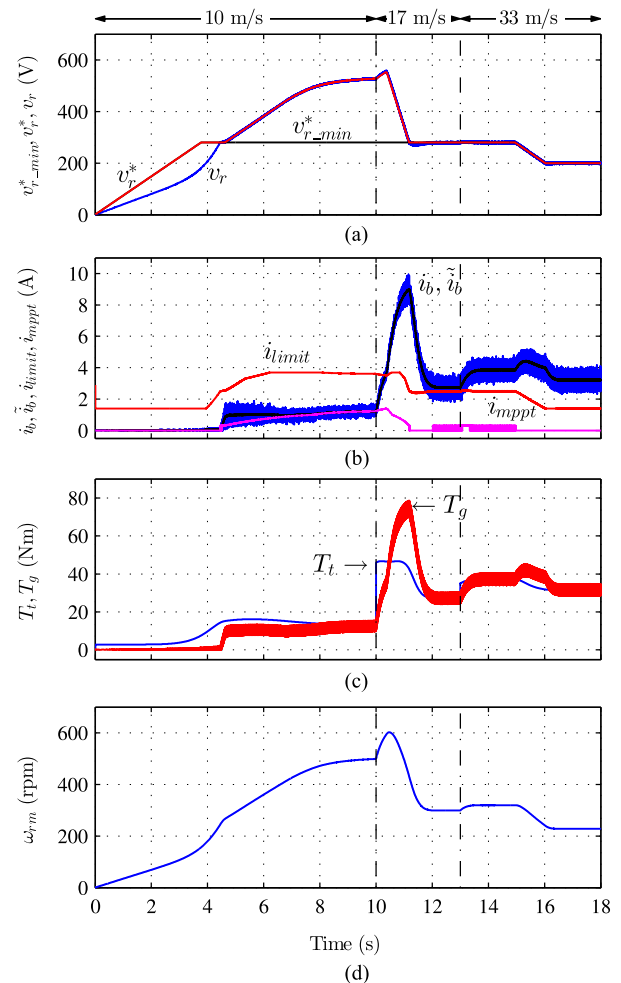 10 m/s 17 m/s 33 m/s
v*r_min, v*r, vr (V)
600
400
200
0
v*r_min
v*r
vr
(a)
ib, ĩb, ilimit, imppt (A)
10
8
6
4
2
0
ib, ĩb
ilimit
imppt
(b)
Tt, Tg (Nm)
80
60
40
20
0
← Tg
Tt →
(c)
ωrm (rpm)
600
400
200
0
0 2 4 6 8 10 12 14 16 18
Time (s)
(d)